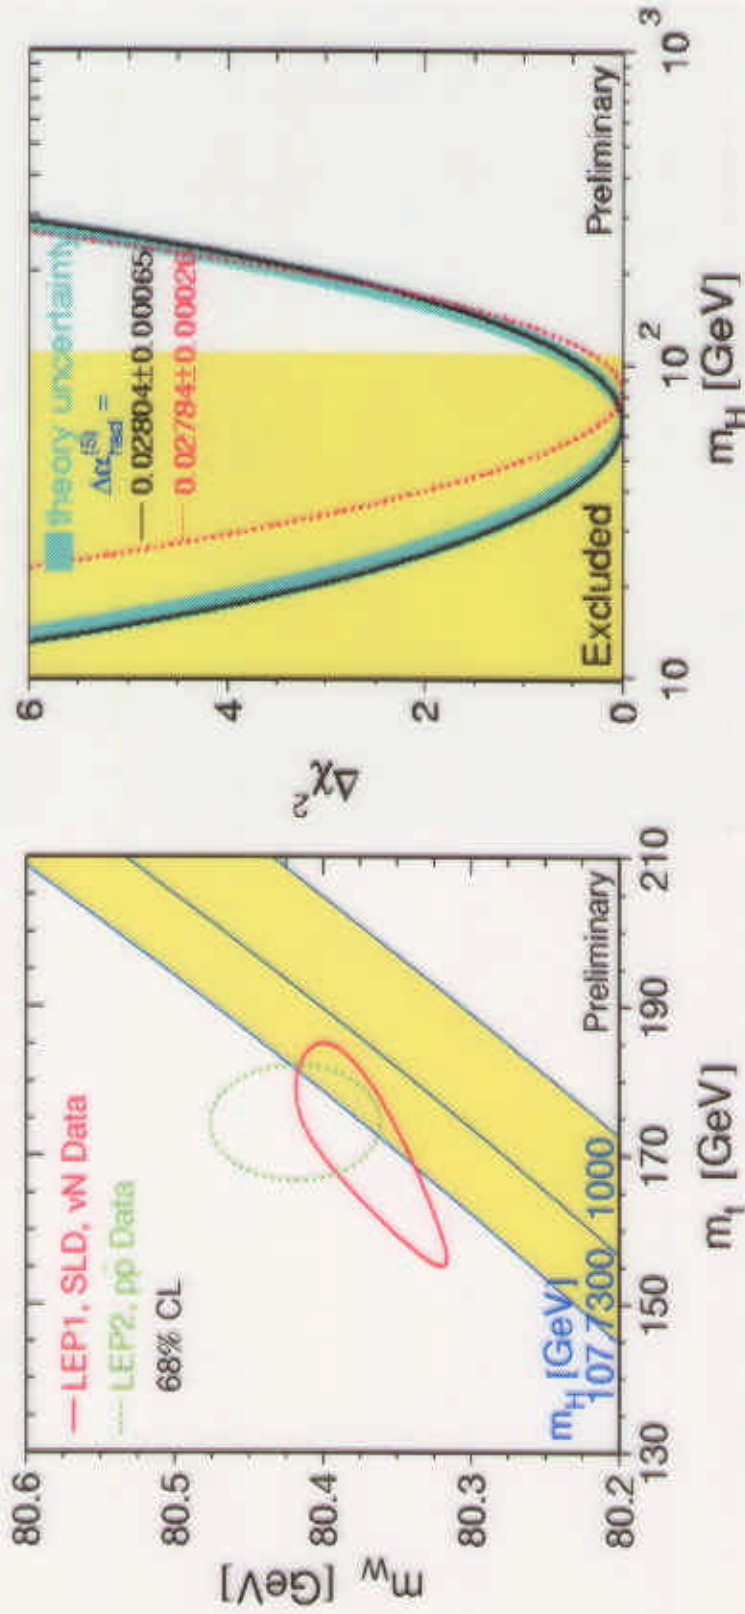 80.6
80.5
80.4
80.3
80.2
m_W [GeV]
— LEP1, SLD, νN Data
···· LEP2, pp̄ Data
68% CL
m_H [GeV]
107.7 300 1000
Preliminary
130 150 170 190 210
m_t [GeV]
6
4
2
0
Δχ²
theory uncertainty
Δα_had^(5) =
— 0.02804±0.00065
···· 0.02784±0.00026
Excluded
Preliminary
10 10² 10³
m_H [GeV]